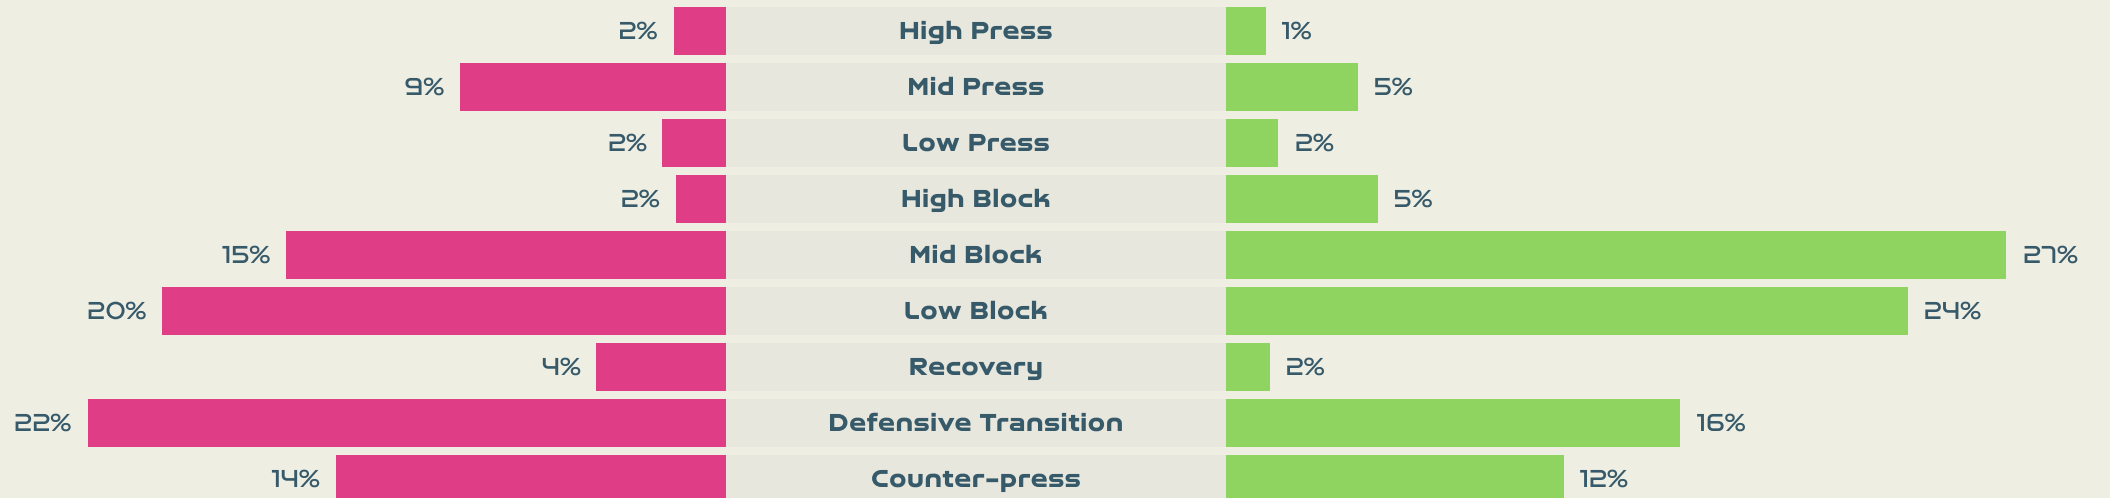 2% High Press 1%
9% Mid Press 5%
2% Low Press 2%
2% High Block 5%
15% Mid Block 27%
20% Low Block 24%
4% Recovery 2%
22% Defensive Transition 16%
14% Counter-press 12%